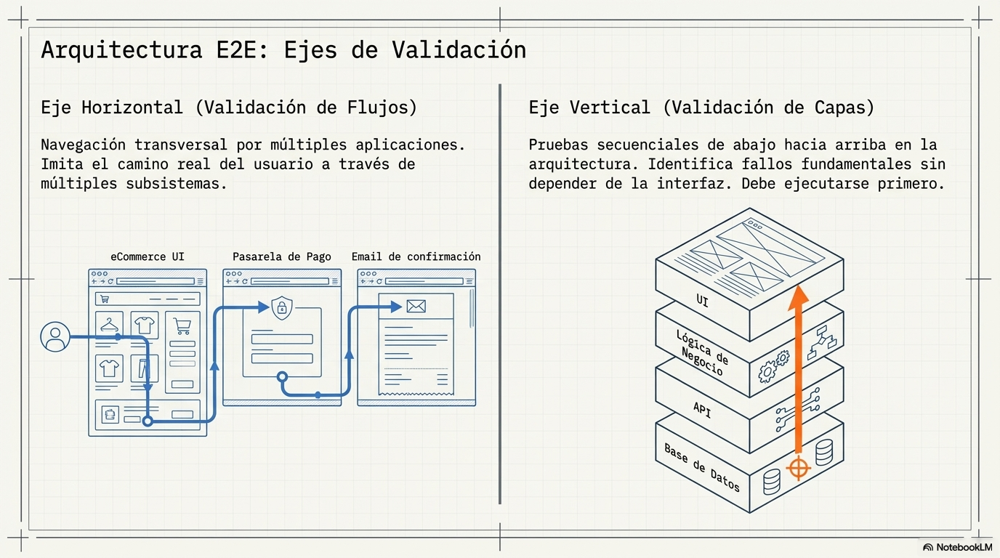 Arquitectura E2E: Ejes de Validación
Eje Horizontal (Validación de Flujos)
Navegación transversal por múltiples aplicaciones.
Imita el camino real del usuario a través de
múltiples subsistemas.
eCommerce UI
Pasarela de Pago
Email de confirmación
Eje Vertical (Validación de Capas)
Pruebas secuenciales de abajo hacia arriba en la
arquitectura. Identifica fallos fundamentales sin
depender de la interfaz. Debe ejecutarse primero.
UI
Lógica de
Negocio
API
Base de Datos
NotebookLM